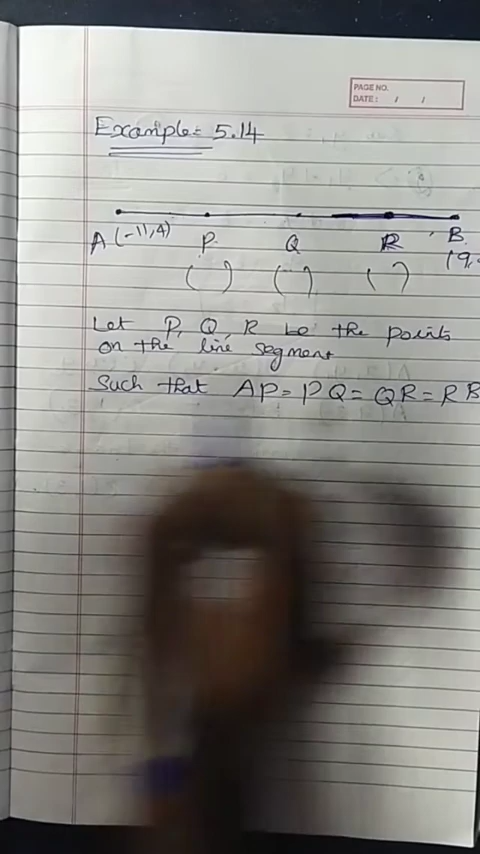 PAGE NO.
DATE: / /
Example: 5.14
A (-11,4) P Q R B
( ) ( ) ( ) (9,
Let P, Q, R be the points
on the line segment
Such that AP = PQ = QR = RB